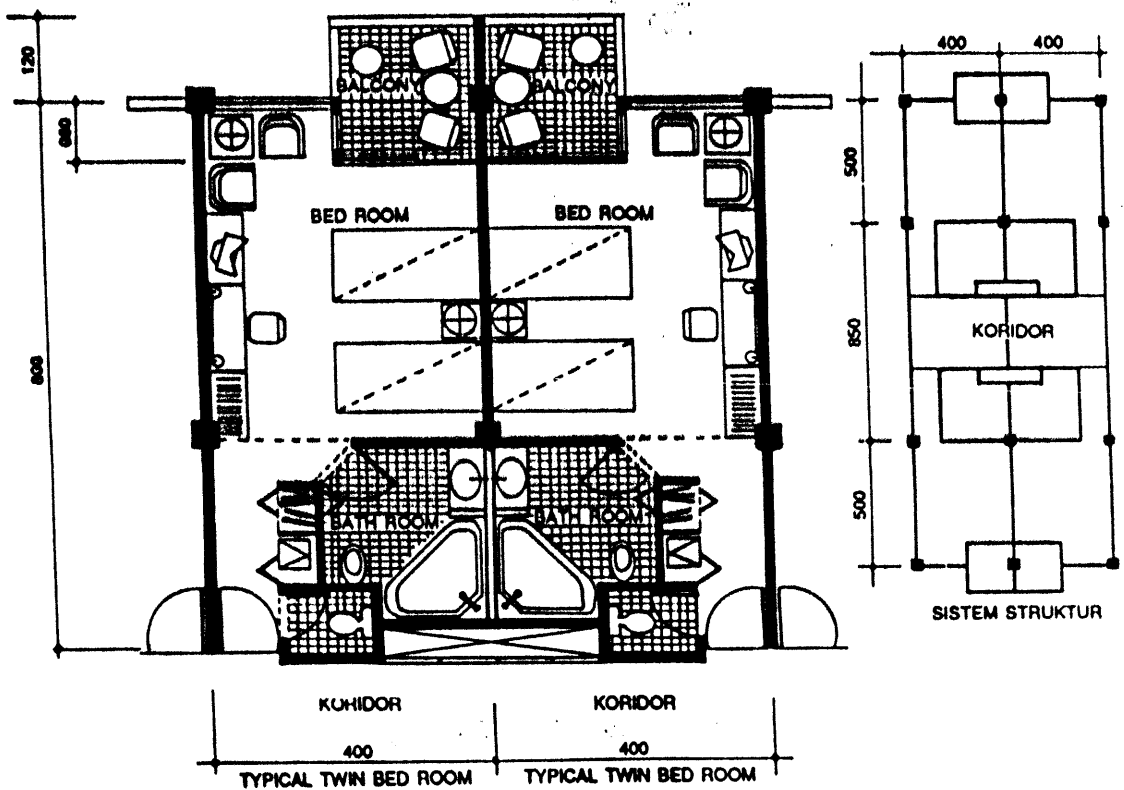 120
800
BALCONY
BALCONY
BED ROOM
BED ROOM
BATH ROOM
BATH ROOM
KORIDOR
KORIDOR
400
400
TYPICAL TWIN BED ROOM
TYPICAL TWIN BED ROOM
400
400
500
850
500
KORIDOR
SISTEM STRUKTUR